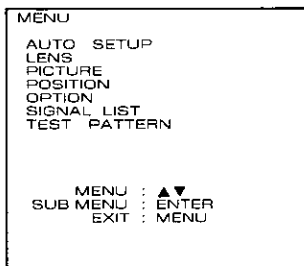 MENU
AUTO SETUP
LENS
PICTURE
POSITION
OPTION
SIGNAL LIST
TEST PATTERN
MENU : ▲▼
SUB MENU : ENTER
EXIT : MENU